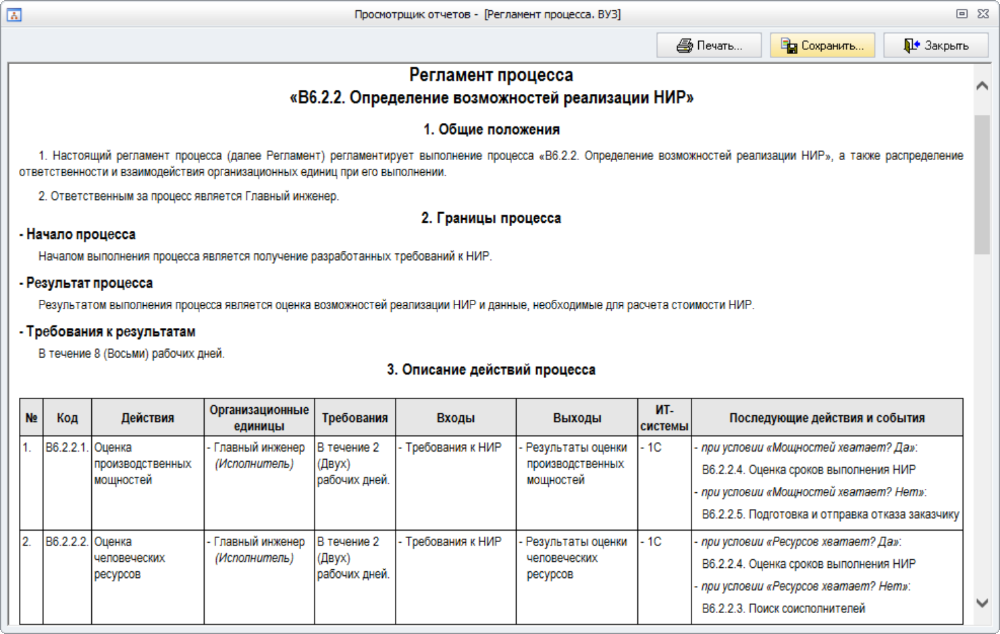 Просмотрщик отчетов - [Регламент процесса. ВУЗ]
Печать...
Сохранить...
Закрыть
Регламент процесса
«В6.2.2. Определение возможностей реализации НИР»
1. Общие положения
1. Настоящий регламент процесса (далее Регламент) регламентирует выполнение процесса «В6.2.2. Определение возможностей реализации НИР», а также распределение
ответственности и взаимодействия организационных единиц при его выполнении.
2. Ответственным за процесс является Главный инженер.
2. Границы процесса
- Начало процесса
Началом выполнения процесса является получение разработанных требований к НИР.
- Результат процесса
Результатом выполнения процесса является оценка возможностей реализации НИР и данные, необходимые для расчета стоимости НИР.
- Требования к результатам
В течение 8 (Восьми) рабочих дней.
3. Описание действий процесса
№
Код
Действия
Организационные
единицы
Требования
Входы
Выходы
ИТ-
системы
Последующие действия и события
1.
В6.2.2.1.
Оценка
производственных
мощностей
- Главный инженер
(Исполнитель)
В течение 2
(Двух)
рабочих дней.
- Требования к НИР
- Результаты оценки
производственных
мощностей
- 1С
- при условии «Мощностей хватает? Да»:
В6.2.2.4. Оценка сроков выполнения НИР
- при условии «Мощностей хватает? Нет»:
В6.2.2.5. Подготовка и отправка отказа заказчику
2.
В6.2.2.2.
Оценка
человеческих
ресурсов
- Главный инженер
(Исполнитель)
В течение 2
(Двух)
рабочих дней.
- Требования к НИР
- Результаты оценки
человеческих
ресурсов
- 1С
- при условии «Ресурсов хватает? Да»:
В6.2.2.4. Оценка сроков выполнения НИР
- при условии «Ресурсов хватает? Нет»:
В6.2.2.3. Поиск соисполнителей